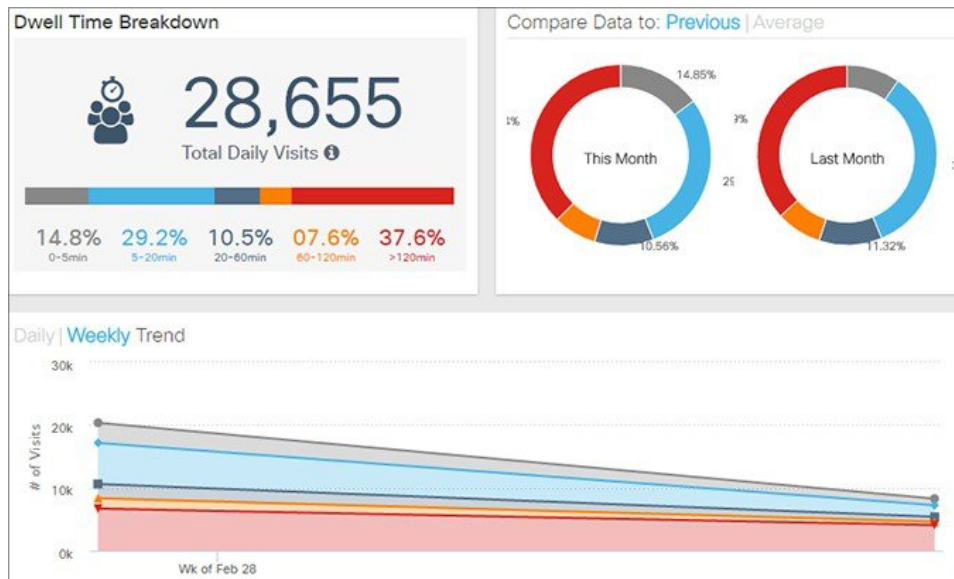 Dwell Time Breakdown
28,655
Total Daily Visits
14.8% 29.2% 10.5% 07.6% 37.6%
0-5min 5-20min 20-60min 60-120min >120min
Compare Data to: Previous | Average
14.85%
This Month
10.56%
Last Month
11.32%
Daily | Weekly Trend
30k
20k
10k
0k
# of Visits
Wk of Feb 28